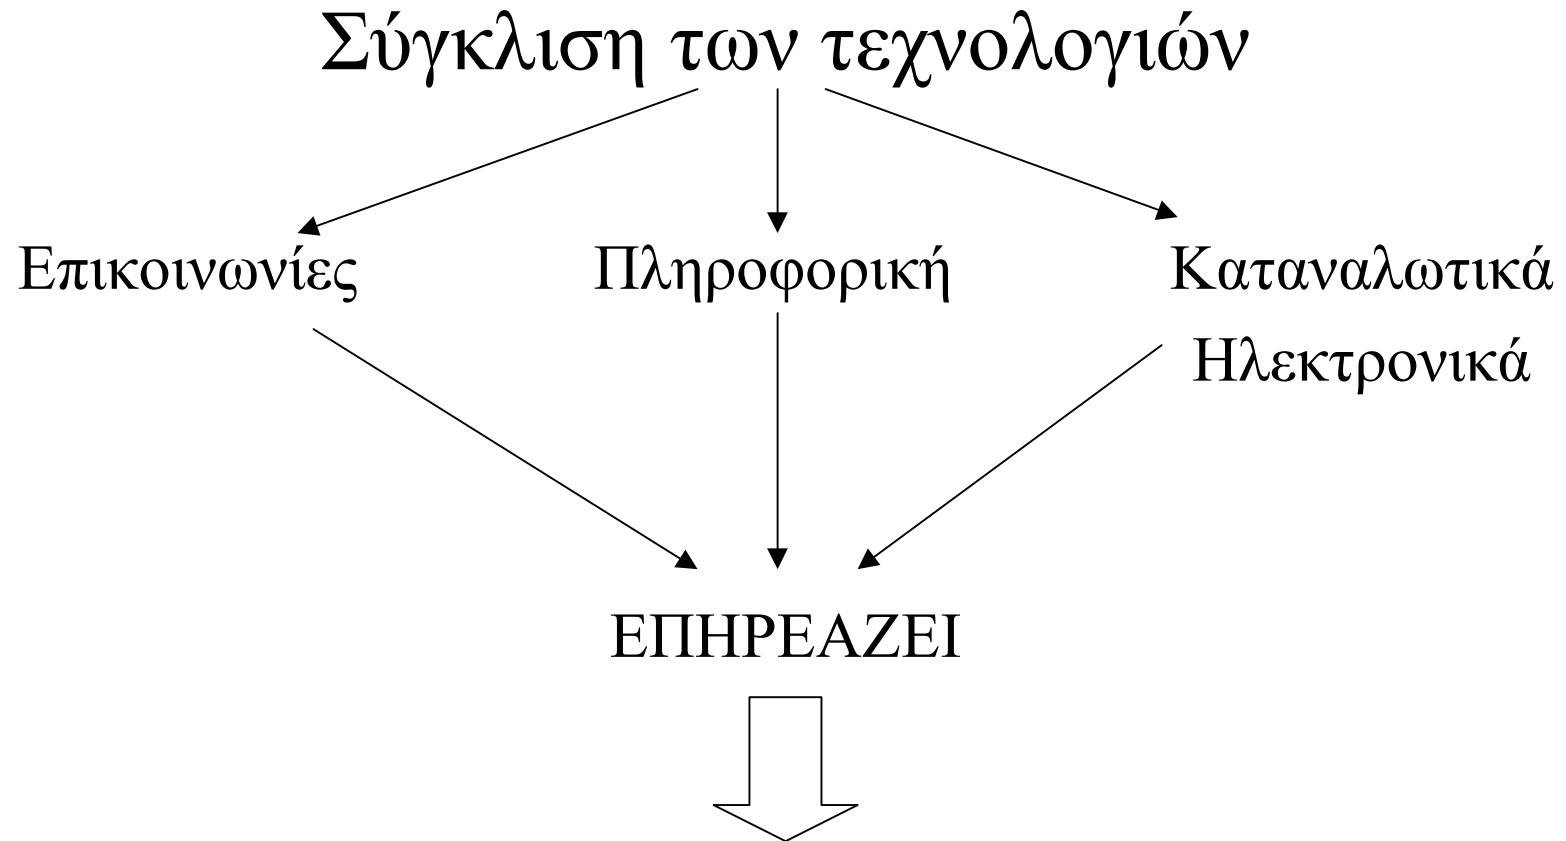 Σύγκλιση των τεχνολογιών
Επικοινωνίες Πληροφορική Καταναλωτικά
Ηλεκτρονικά
ΕΠΗΡΕΑΖΕΙ